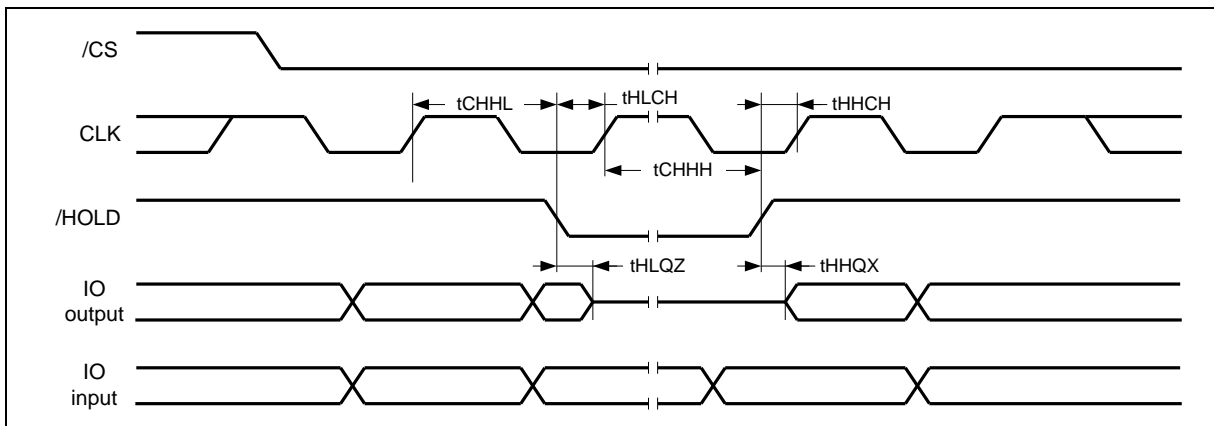 /CS
tCHHL
tHLCH
tHHCH
CLK
tCHHH
/HOLD
tHLQZ
tHHQX
IO
output
IO
input